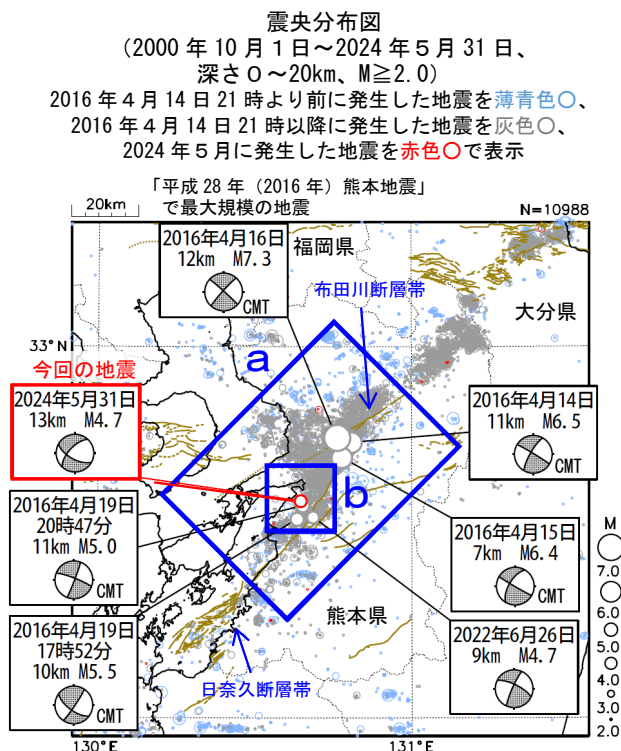 震央分布図
(2000 年 10 月 1 日~2024 年 5 月 31 日、
深さ 0~20km、M≧2.0)
2016 年 4 月 14 日 21 時より前に発生した地震を薄青色○、
2016 年 4 月 14 日 21 時以降に発生した地震を灰色○、
2024 年 5 月に発生した地震を赤色○で表示
「平成 28 年(2016 年)熊本地震」
で最大規模の地震
20km
N=10988
2016年4月16日
12km M7.3
CMT
福岡県
布田川断層帯
大分県
33°N
a
今回の地震
2024年5月31日
13km M4.7
2016年4月14日
11km M6.5
CMT
b
2016年4月19日
20時47分
11km M5.0
CMT
2016年4月15日
7km M6.4
CMT
M
7.0
6.0
5.0
4.0
3.0
2.0
熊本県
2016年4月19日
17時52分
10km M5.5
CMT
日奈久断層帯
2022年6月26日
9km M4.7
130°E
131°E